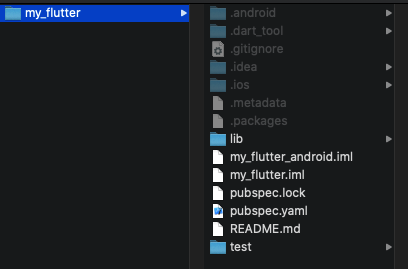 my_flutter
.android
.dart_tool
.gitignore
.idea
.ios
.metadata
.packages
lib
my_flutter_android.iml
my_flutter.iml
pubspec.lock
pubspec.yaml
README.md
test